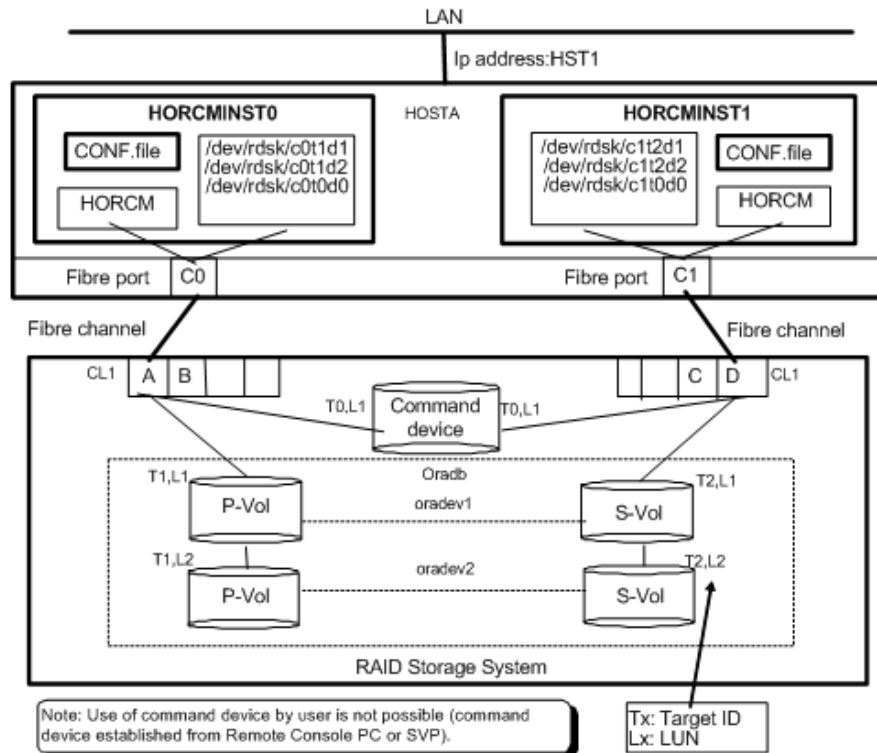 LAN
Ip address:HST1
HORCMINST0
HOSTA
HORCMINST1
CONF.file
/dev/rdsk/c0t1d1
/dev/rdsk/c0t1d2
/dev/rdsk/c0t0d0
HORCM
/dev/rdsk/c1t2d1
/dev/rdsk/c1t2d2
/dev/rdsk/c1t0d0
CONF.file
HORCM
Fibre port
C0
Fibre port
C1
Fibre channel
Fibre channel
CL1
A
B
C
D
CL1
T0,L1
Command
device
T0,L1
Oradb
T1,L1
P-Vol
oradev1
T2,L1
S-Vol
T1,L2
P-Vol
oradev2
T2,L2
S-Vol
RAID Storage System
Note: Use of command device by user is not possible (command
device established from Remote Console PC or SVP).
Tx: Target ID
Lx: LUN